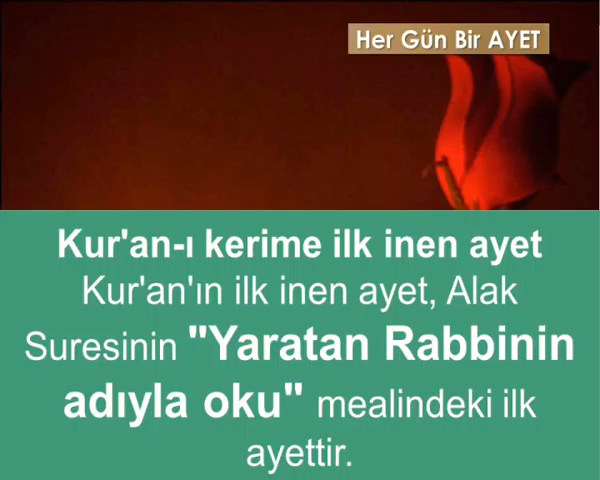 Her Gün Bir AYET
Kur'an-ı kerime ilk inen ayet
Kur'an'ın ilk inen ayet, Alak
Suresinin "Yaratan Rabbinin
adıyla oku" mealindeki ilk
ayettir.